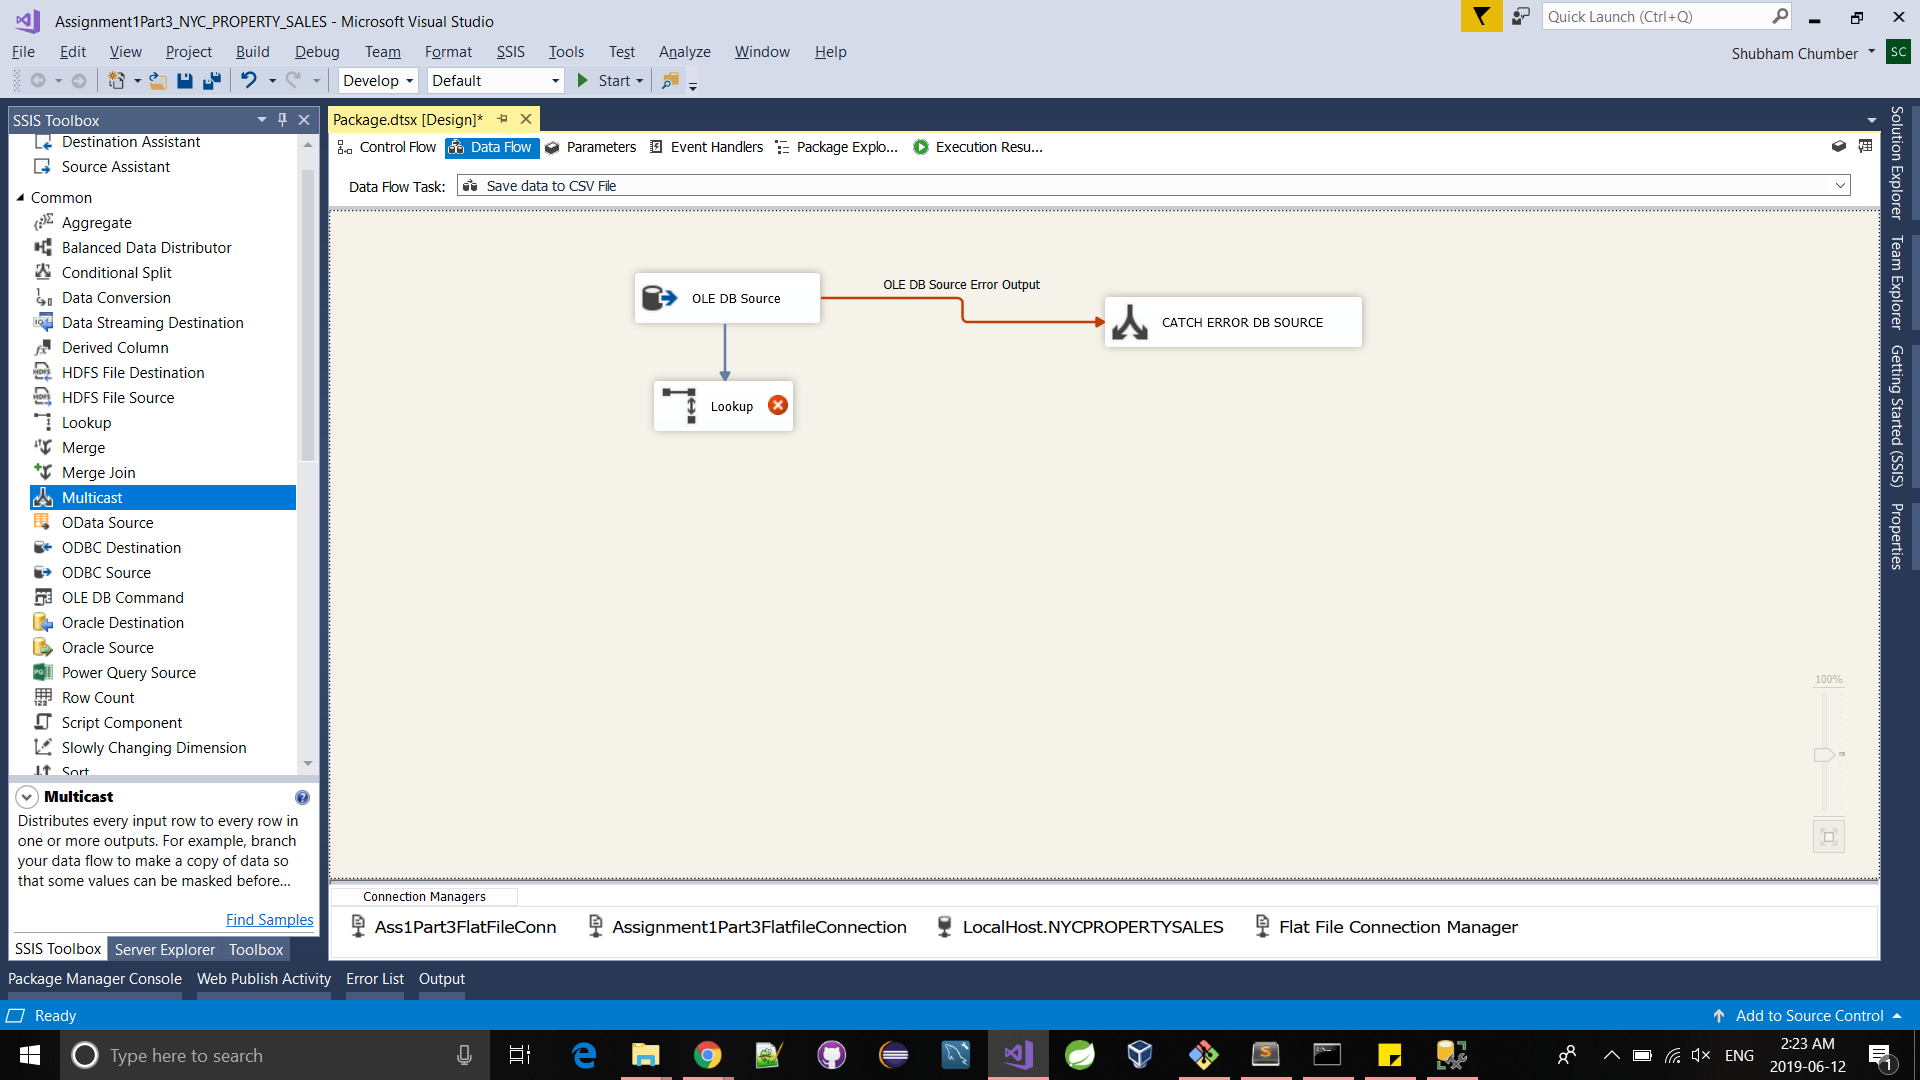 Assignment1Part3_NYC_PROPERTY_SALES - Microsoft Visual Studio
Quick Launch (Ctrl+Q)
File Edit View Project Build Debug Team Format SSIS Tools Test Analyze Window Help
Shubham Chumber SC
Develop Default Start
SSIS Toolbox
Destination Assistant
Source Assistant
Common
Aggregate
Balanced Data Distributor
Conditional Split
Data Conversion
Data Streaming Destination
Derived Column
HDFS File Destination
HDFS File Source
Lookup
Merge
Merge Join
Multicast
OData Source
ODBC Destination
ODBC Source
OLE DB Command
Oracle Destination
Oracle Source
Power Query Source
Row Count
Script Component
Slowly Changing Dimension
Sort
Multicast
Distributes every input row to every row in
one or more outputs. For example, branch
your data flow to make a copy of data so
that some values can be masked before...
Find Samples
SSIS Toolbox Server Explorer Toolbox
Package.dtsx [Design]*
Control Flow Data Flow Parameters Event Handlers Package Explo... Execution Resu...
Data Flow Task: Save data to CSV File
OLE DB Source Error Output
OLE DB Source
CATCH ERROR DB SOURCE
Lookup
100%
Connection Managers
Ass1Part3FlatFileConn Assignment1Part3FlatfileConnection LocalHost.NYCPROPERTYSALES Flat File Connection Manager
Solution Explorer
Team Explorer
Getting Started (SSIS)
Properties
Package Manager Console Web Publish Activity Error List Output
Ready
Add to Source Control
Type here to search
ENG
2:23 AM
2019-06-12
1